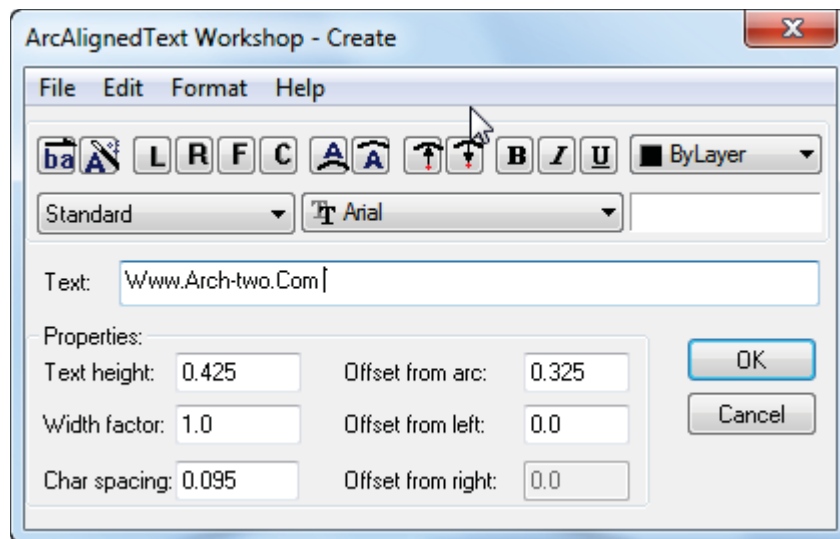 ArcAlignedText Workshop - Create
File Edit Format Help
ba A L R F C A A B I U ByLayer
Standard Arial
Text: Www.Arch-two.Com
Properties:
Text height: 0.425 Offset from arc: 0.325 OK
Width factor: 1.0 Offset from left: 0.0 Cancel
Char spacing: 0.095 Offset from right: 0.0